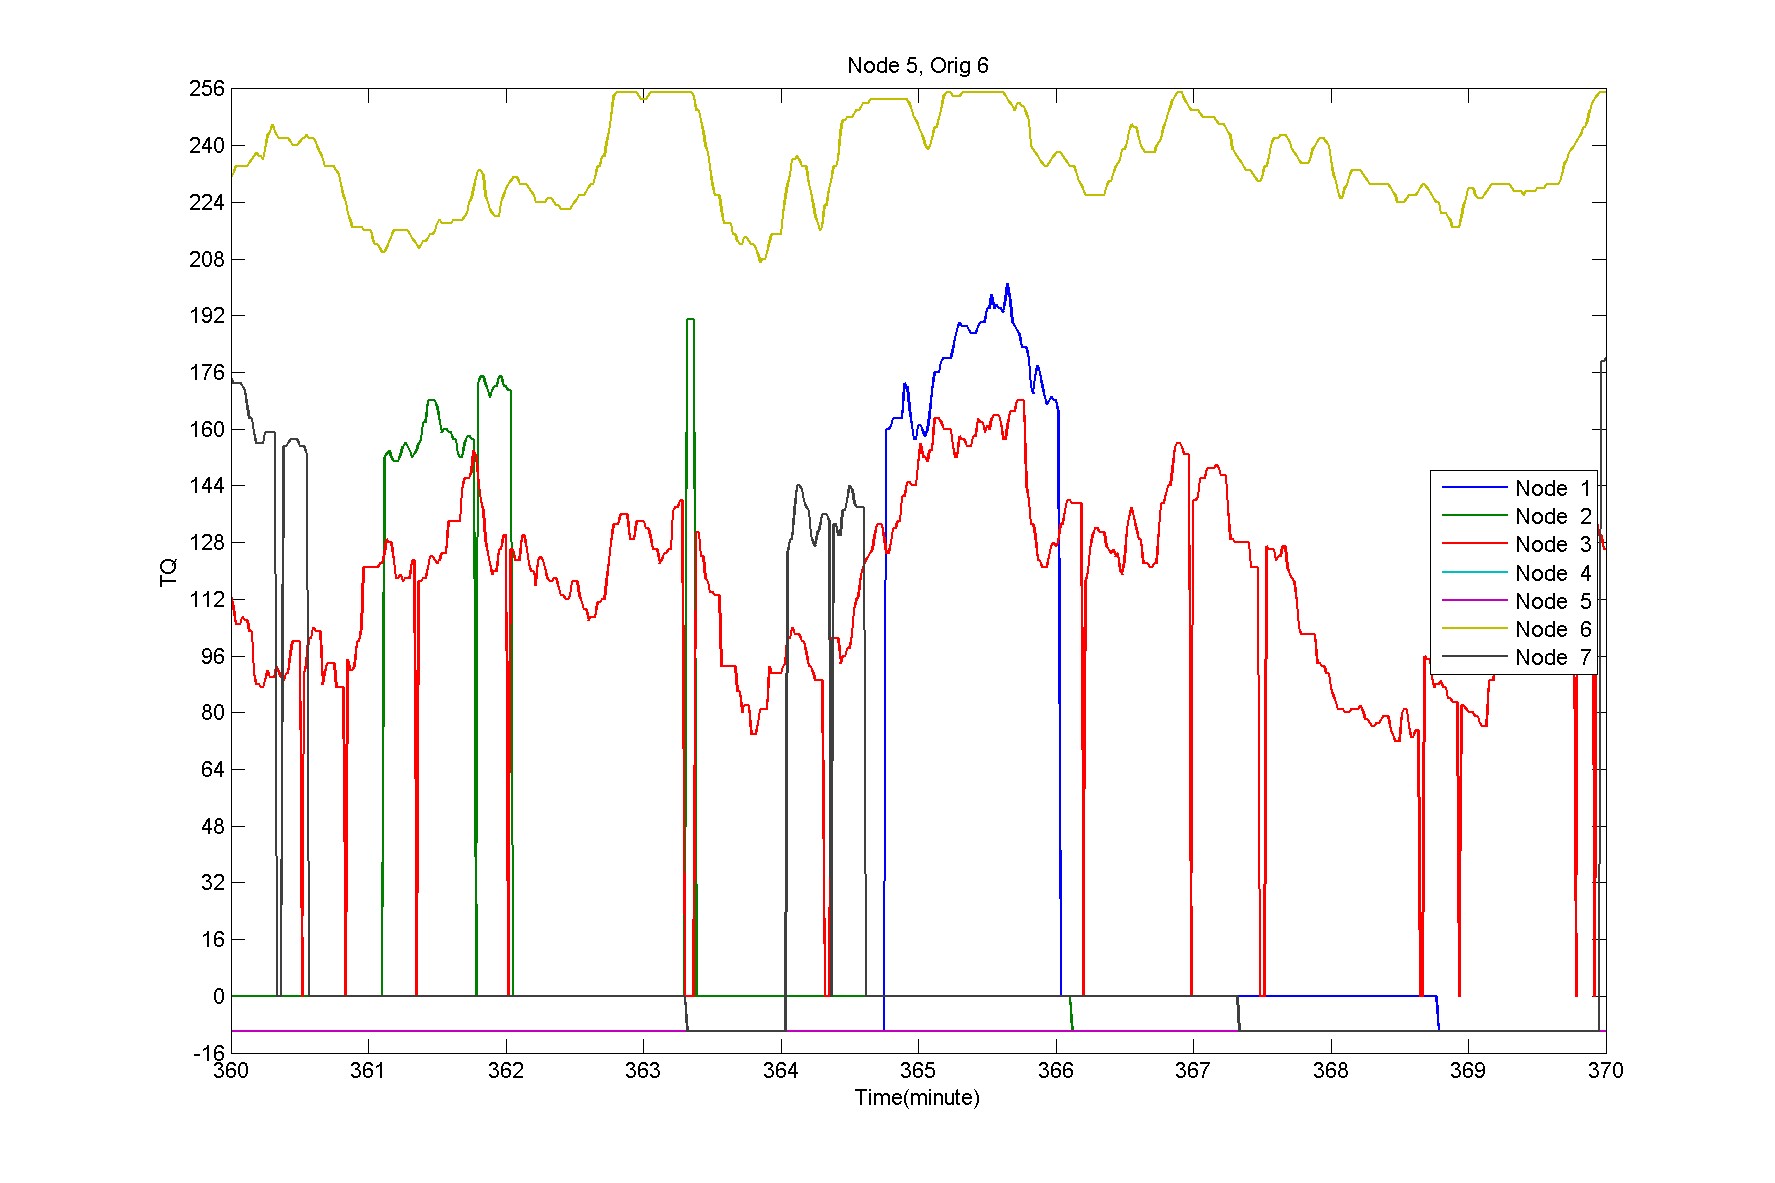 Node 5, Orig 6
256
240
224
208
192
176
160
144
128
112
96
80
64
48
32
16
0
-16
TQ
360 361 362 363 364 365 366 367 368 369 370
Time(minute)
Node 1
Node 2
Node 3
Node 4
Node 5
Node 6
Node 7